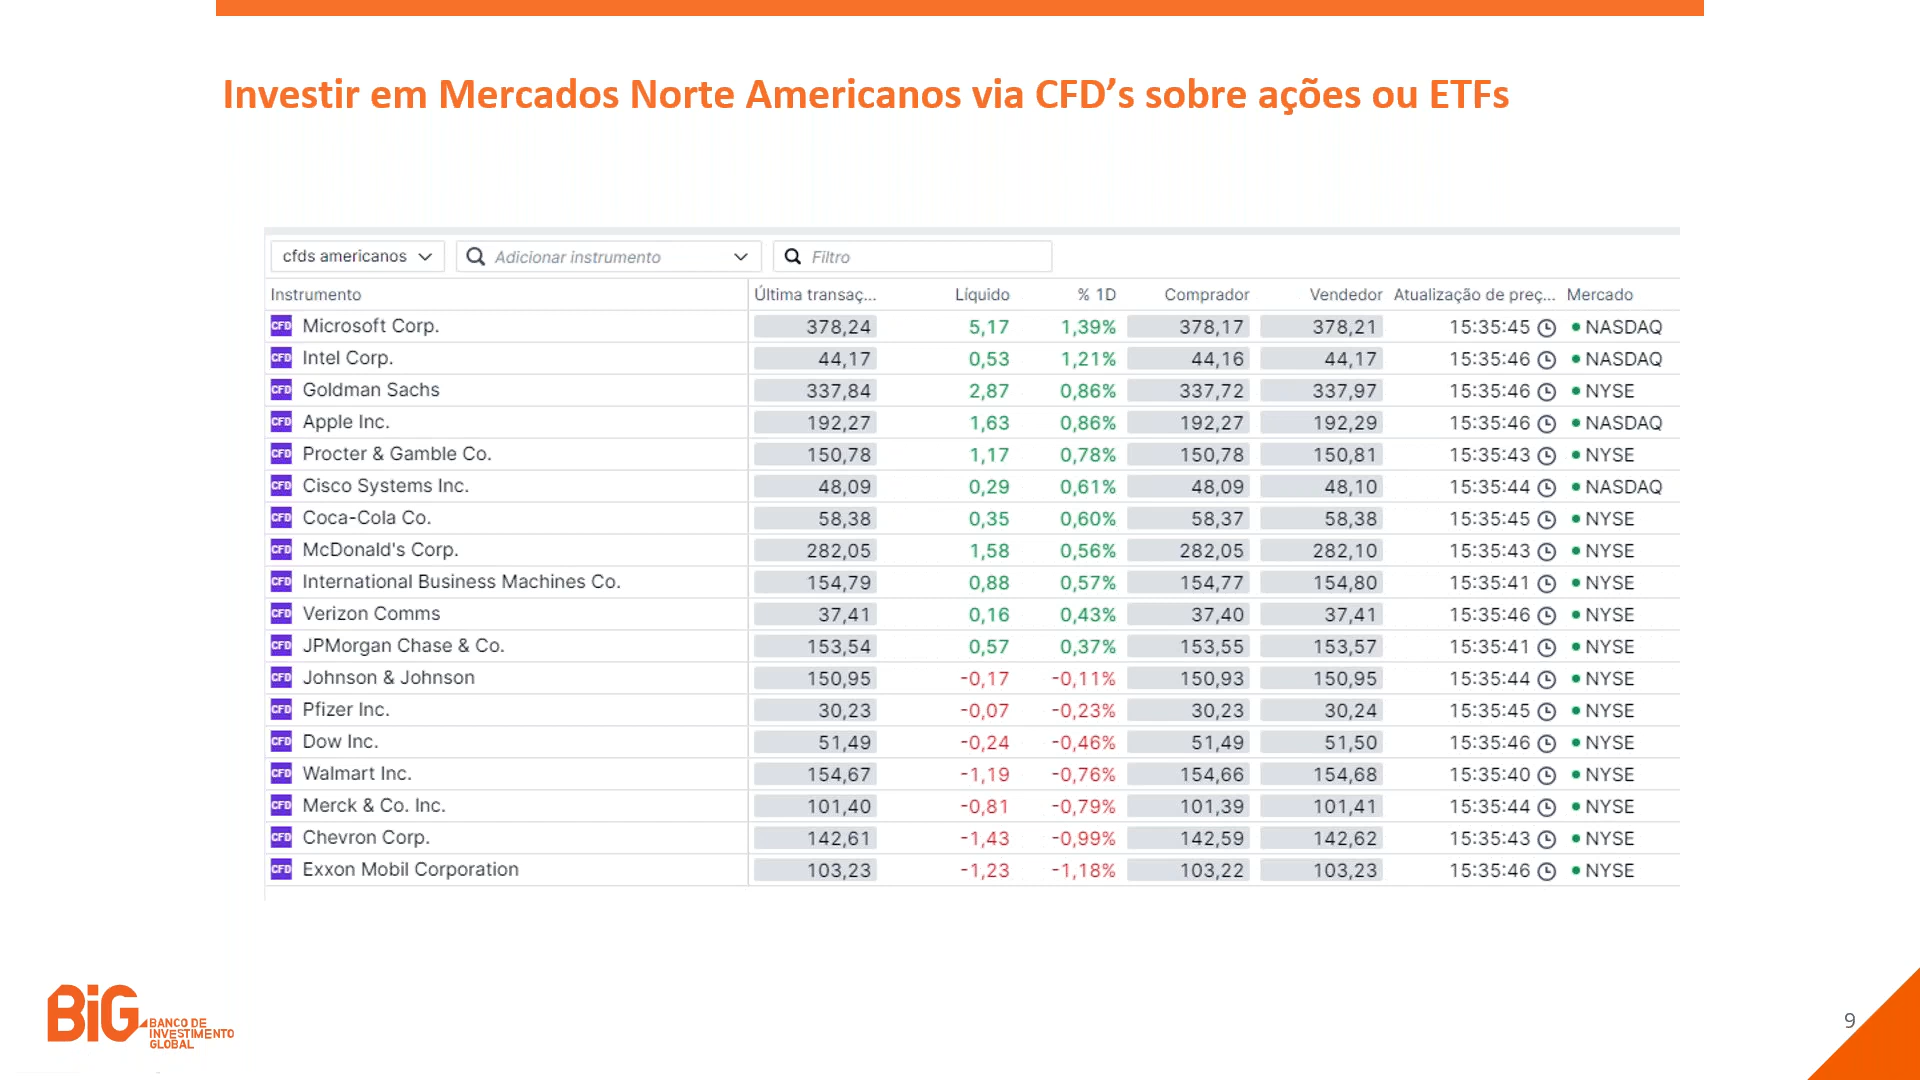 Investir em Mercados Norte Americanos via CFD’s sobre ações ou ETFs
cfds americanos Adicionar instrumento Filtro
Instrumento Última transaç... Líquido % 1D Comprador Vendedor Atualização de preç... Mercado
CFD Microsoft Corp. 378,24 5,17 1,39% 378,17 378,21 15:35:45 NASDAQ
CFD Intel Corp. 44,17 0,53 1,21% 44,16 44,17 15:35:46 NASDAQ
CFD Goldman Sachs 337,84 2,87 0,86% 337,72 337,97 15:35:46 NYSE
CFD Apple Inc. 192,27 1,63 0,86% 192,27 192,29 15:35:46 NASDAQ
CFD Procter & Gamble Co. 150,78 1,17 0,78% 150,78 150,81 15:35:43 NYSE
CFD Cisco Systems Inc. 48,09 0,29 0,61% 48,09 48,10 15:35:44 NASDAQ
CFD Coca-Cola Co. 58,38 0,35 0,60% 58,37 58,38 15:35:45 NYSE
CFD McDonald's Corp. 282,05 1,58 0,56% 282,05 282,10 15:35:43 NYSE
CFD International Business Machines Co. 154,79 0,88 0,57% 154,77 154,80 15:35:41 NYSE
CFD Verizon Comms 37,41 0,16 0,43% 37,40 37,41 15:35:46 NYSE
CFD JPMorgan Chase & Co. 153,54 0,57 0,37% 153,55 153,57 15:35:41 NYSE
CFD Johnson & Johnson 150,95 -0,17 -0,11% 150,93 150,95 15:35:44 NYSE
CFD Pfizer Inc. 30,23 -0,07 -0,23% 30,23 30,24 15:35:45 NYSE
CFD Dow Inc. 51,49 -0,24 -0,46% 51,49 51,50 15:35:46 NYSE
CFD Walmart Inc. 154,67 -1,19 -0,76% 154,66 154,68 15:35:40 NYSE
CFD Merck & Co. Inc. 101,40 -0,81 -0,79% 101,39 101,41 15:35:44 NYSE
CFD Chevron Corp. 142,61 -1,43 -0,99% 142,59 142,62 15:35:43 NYSE
CFD Exxon Mobil Corporation 103,23 -1,23 -1,18% 103,22 103,23 15:35:46 NYSE
BiG
BANCO DE
INVESTIMENTO
GLOBAL
9